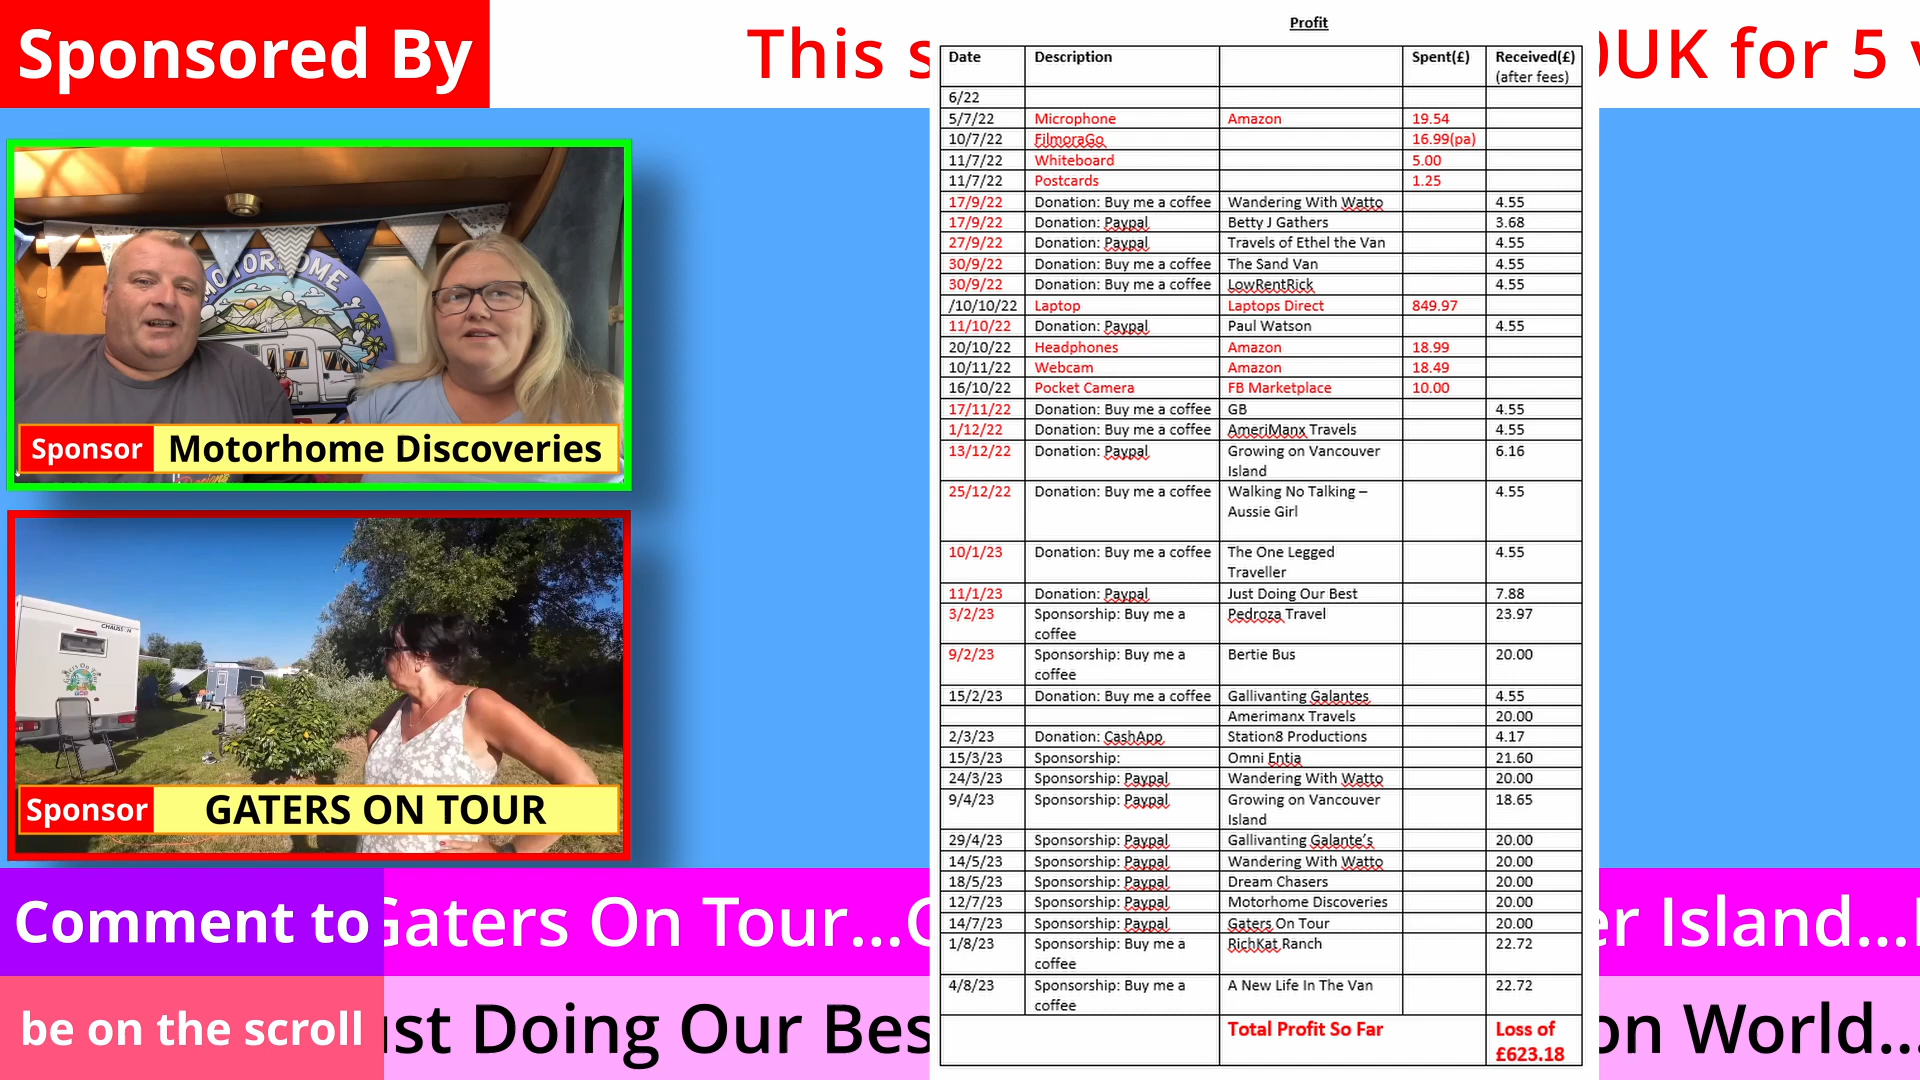 Sponsored By
This s
OUK for 5 v
MOTORHOME
Sponsor Motorhome Discoveries
CHAUSSON
Sponsor GATERS ON TOUR
Comment to
Gaters On Tour...C
er Island...
be on the scroll
ust Doing Our Bes
on World...
Profit
Date Description Spent(£) Received(£)
(after fees)
6/22
5/7/22 Microphone Amazon 19.54
10/7/22 FilmoraGo 16.99(pa)
11/7/22 Whiteboard 5.00
11/7/22 Postcards 1.25
17/9/22 Donation: Buy me a coffee Wandering With Watto 4.55
17/9/22 Donation: Paypal Betty J Gathers 3.68
27/9/22 Donation: Paypal Travels of Ethel the Van 4.55
30/9/22 Donation: Buy me a coffee The Sand Van 4.55
30/9/22 Donation: Buy me a coffee LowRentRick 4.55
/10/10/22 Laptop Laptops Direct 849.97
11/10/22 Donation: Paypal Paul Watson 4.55
20/10/22 Headphones Amazon 18.99
10/11/22 Webcam Amazon 18.49
16/10/22 Pocket Camera FB Marketplace 10.00
17/11/22 Donation: Buy me a coffee GB 4.55
1/12/22 Donation: Buy me a coffee AmeriManx Travels 4.55
13/12/22 Donation: Paypal Growing on Vancouver 6.16
Island
25/12/22 Donation: Buy me a coffee Walking No Talking – 4.55
Aussie Girl
10/1/23 Donation: Buy me a coffee The One Legged 4.55
Traveller
11/1/23 Donation: Paypal Just Doing Our Best 7.88
3/2/23 Sponsorship: Buy me a Pedroza Travel 23.97
coffee
9/2/23 Sponsorship: Buy me a Bertie Bus 20.00
coffee
15/2/23 Donation: Buy me a coffee Gallivanting Galantes 4.55
Amerimanx Travels 20.00
2/3/23 Donation: CashApp Station8 Productions 4.17
15/3/23 Sponsorship: Omni Entia 21.60
24/3/23 Sponsorship: Paypal Wandering With Watto 20.00
9/4/23 Sponsorship: Paypal Growing on Vancouver 18.65
Island
29/4/23 Sponsorship: Paypal Gallivanting Galante’s 20.00
14/5/23 Sponsorship: Paypal Wandering With Watto 20.00
18/5/23 Sponsorship: Paypal Dream Chasers 20.00
12/7/23 Sponsorship: Paypal Motorhome Discoveries 20.00
14/7/23 Sponsorship: Paypal Gaters On Tour 20.00
1/8/23 Sponsorship: Buy me a RichKat Ranch 22.72
coffee
4/8/23 Sponsorship: Buy me a A New Life In The Van 22.72
coffee
Total Profit So Far Loss of
£623.18